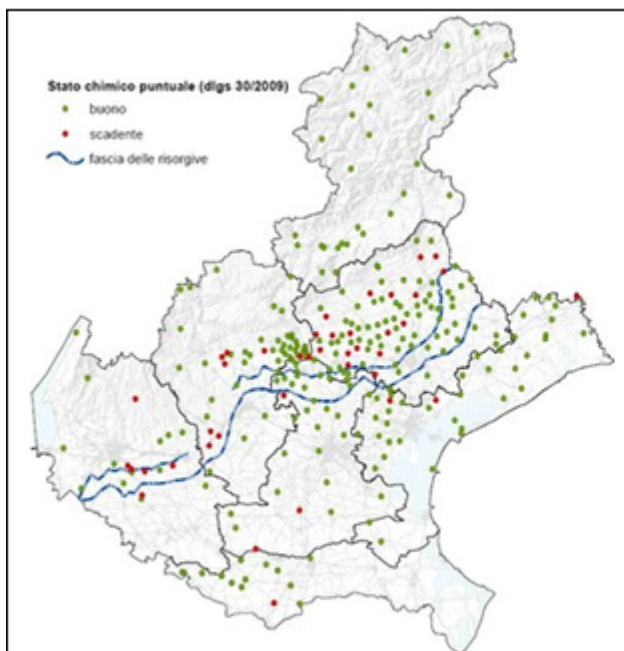 Stato chimico puntuale (dlgs 30/2009)
buono
scadente
fascia delle risorgive